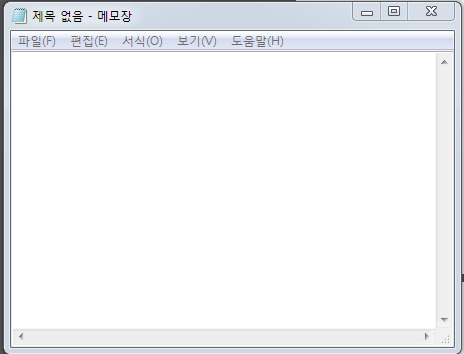 제목 없음 - 메모장
파일(F) 편집(E) 서식(O) 보기(V) 도움말(H)